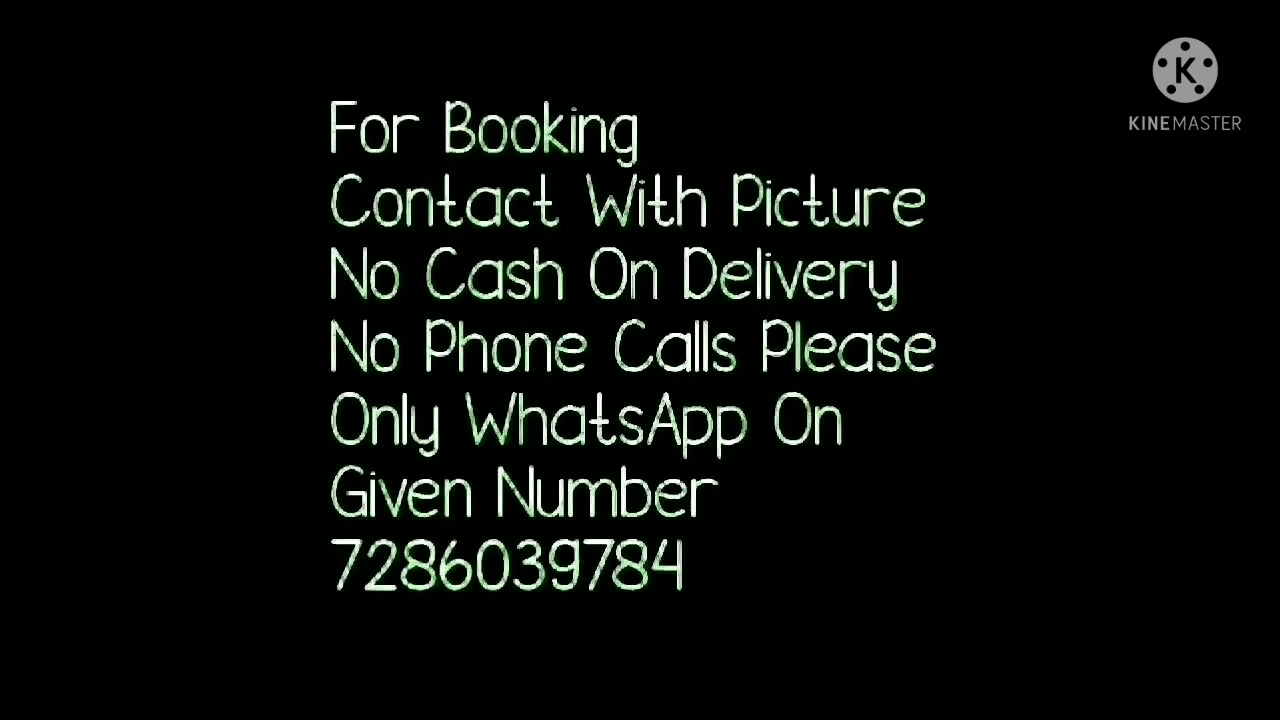 KINEMASTER
For Booking
Contact With Picture
No Cash On Delivery
No Phone Calls Please
Only WhatsApp On
Given Number
7286039784